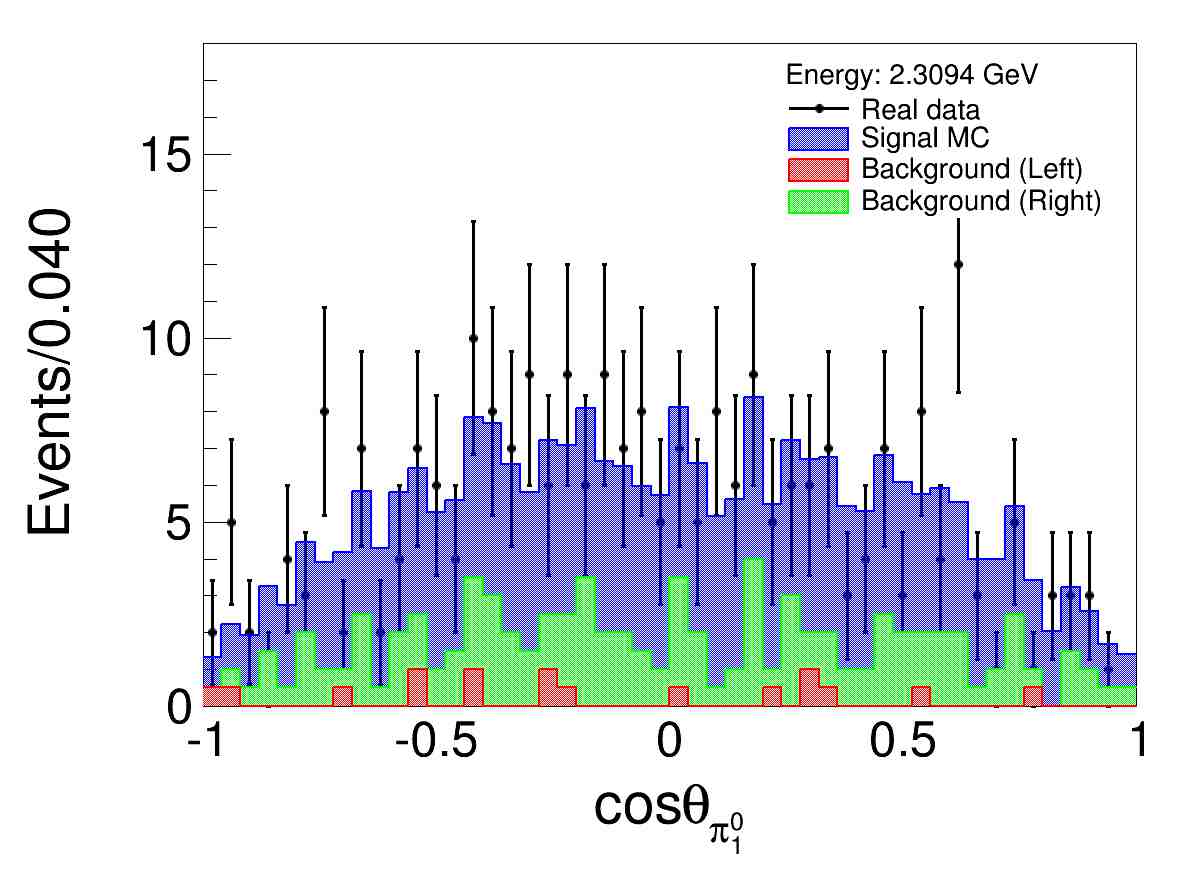 Energy: 2.3094 GeV
Real data
Signal MC
Background (Left)
Background (Right)
Events/0.040
15
10
5
0
-1
-0.5
0
0.5
1
cosθπ⁰₁